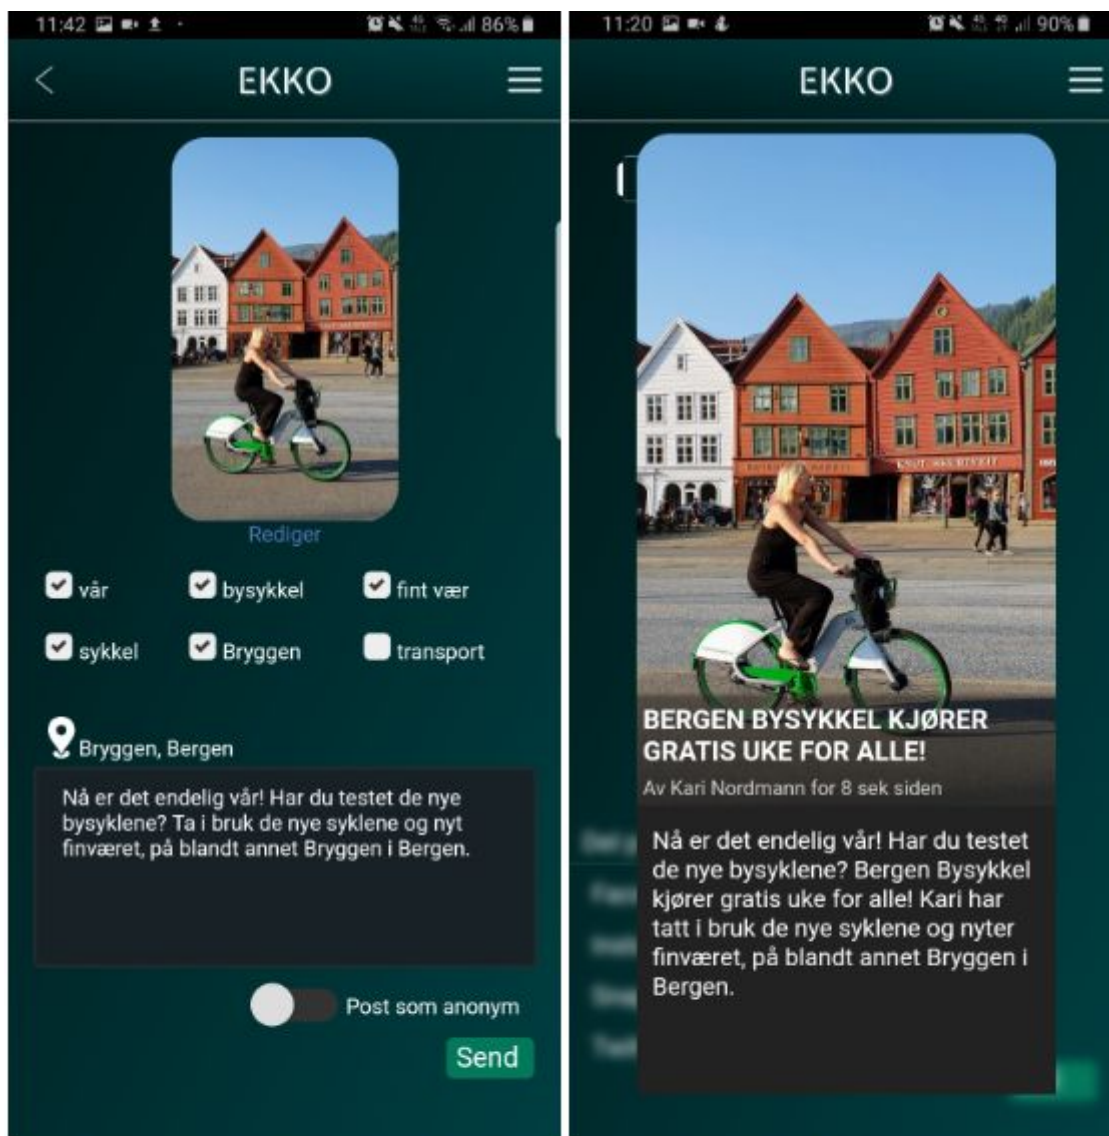 11:42
86%
EKKO
Rediger
vår
bysykkel
fint vær
sykkel
Bryggen
transport
Bryggen, Bergen
Nå er det endelig vår! Har du testet de nye
bysyklene? Ta i bruk de nye syklene og nyt
finværet, på blandt annet Bryggen i Bergen.
Post som anonym
Send
11:20
90%
EKKO
BERGEN BYSYKKEL KJØRER
GRATIS UKE FOR ALLE!
Av Kari Nordmann for 8 sek siden
Nå er det endelig vår! Har du testet
de nye bysyklene? Bergen Bysykkel
kjører gratis uke for alle! Kari har
tatt i bruk de nye syklene og nyter
finværet, på blandt annet Bryggen i
Bergen.